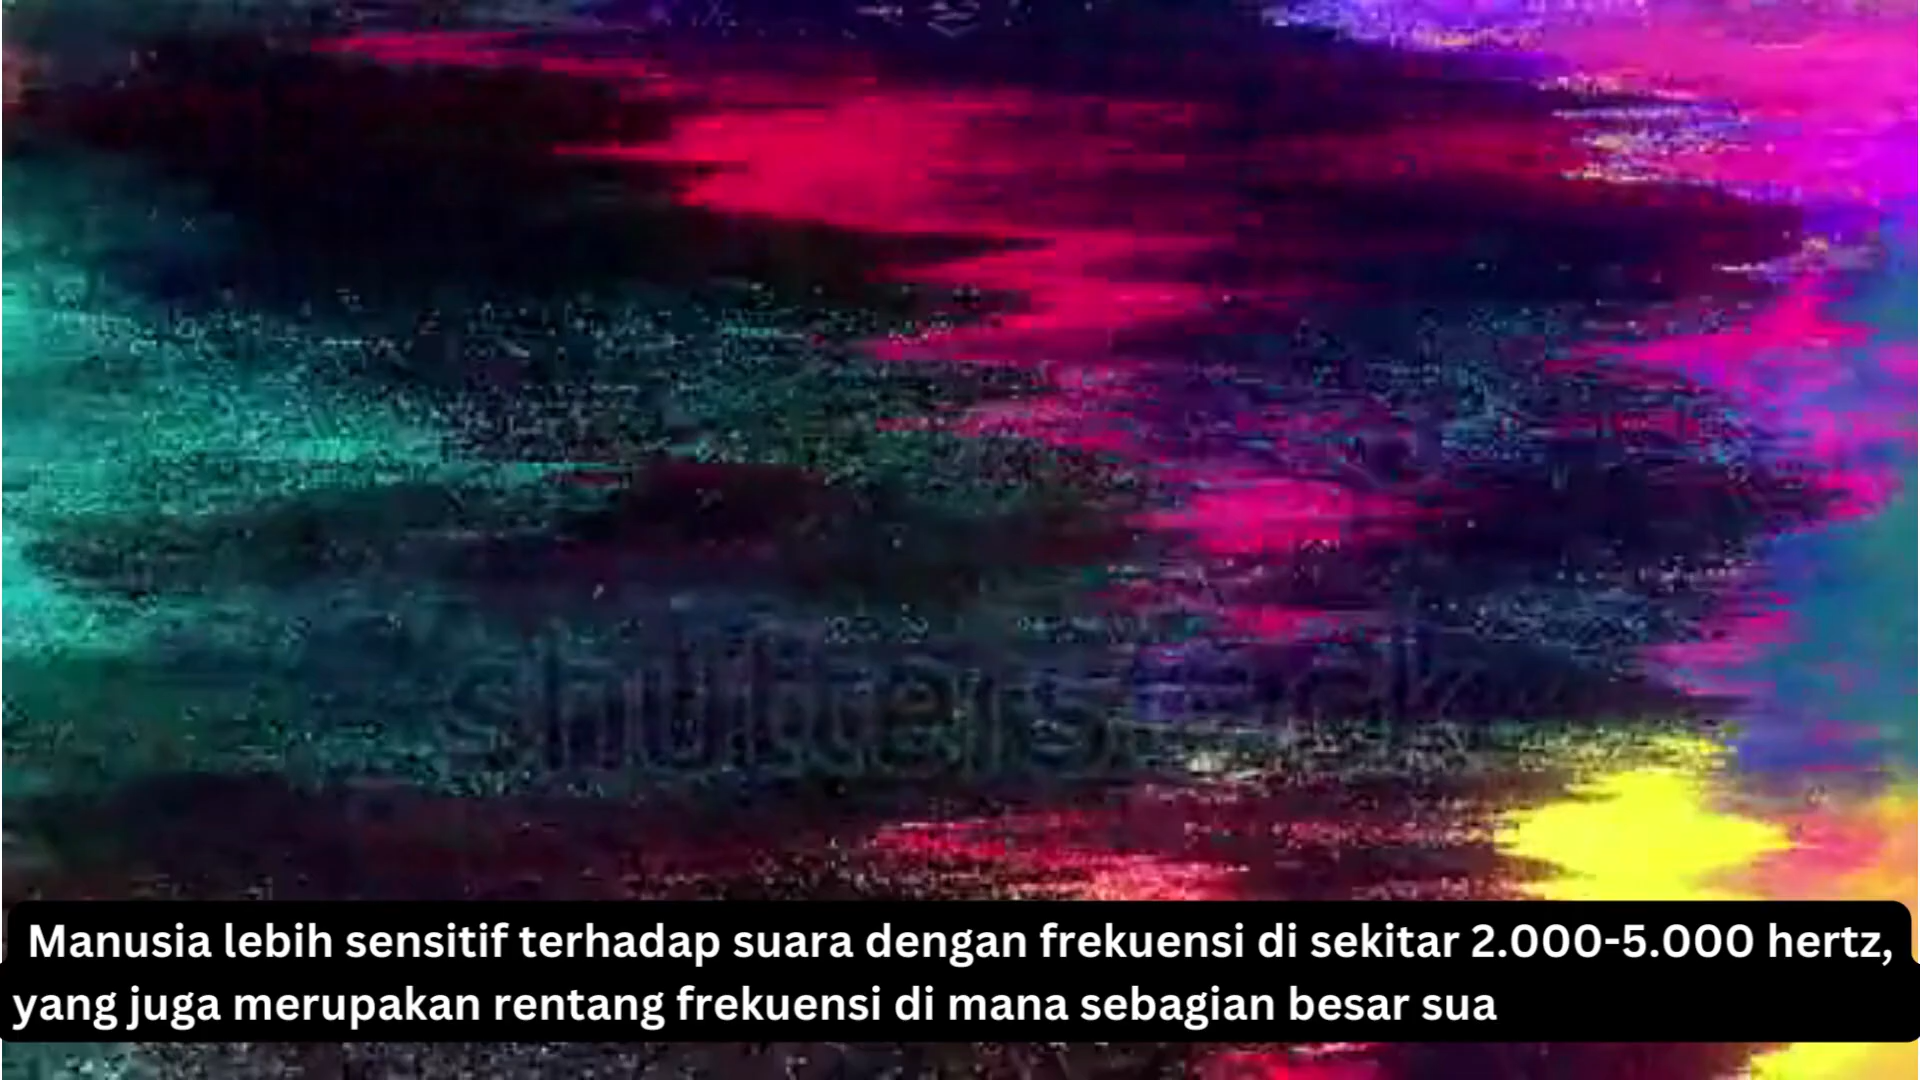 shutterstock
Manusia lebih sensitif terhadap suara dengan frekuensi di sekitar 2.000-5.000 hertz,
yang juga merupakan rentang frekuensi di mana sebagian besar sua